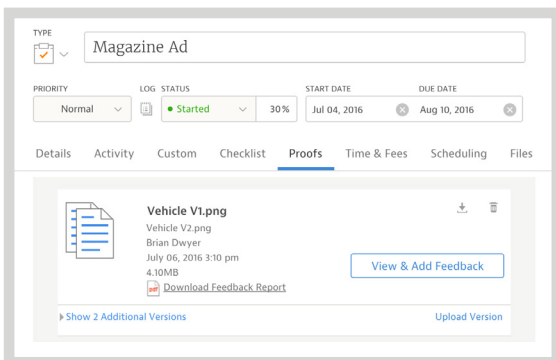 TYPE
Magazine Ad
PRIORITY LOG STATUS START DATE DUE DATE
Normal Started 30% Jul 04, 2016 Aug 10, 2016
Details Activity Custom Checklist Proofs Time & Fees Scheduling Files
Vehicle V1.png
Vehicle V2.png
Brian Dwyer
July 06, 2016 3:10 pm
View & Add Feedback
4.10MB
pdf Download Feedback Report
Show 2 Additional Versions Upload Version